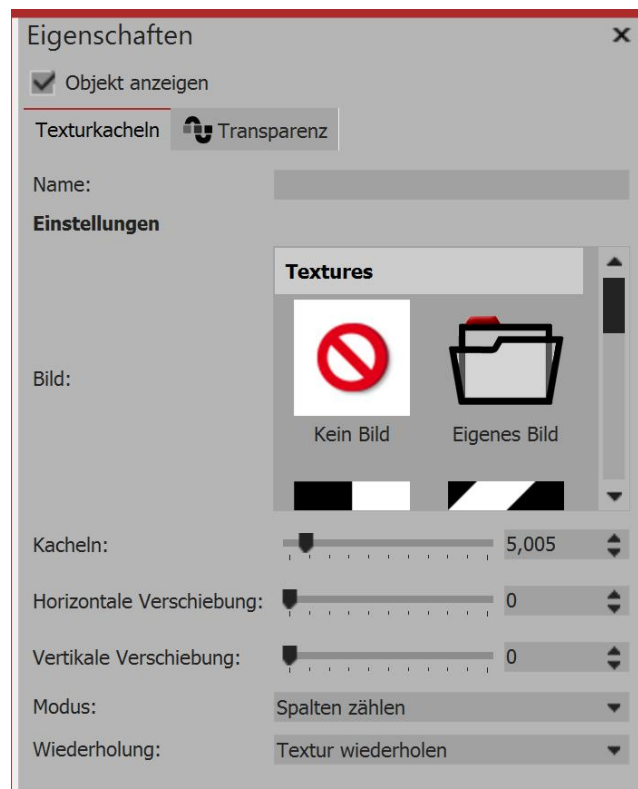 Eigenschaften
Objekt anzeigen
Texturkacheln Transparenz
Name:
Einstellungen
Textures
Bild:
Kein Bild Eigenes Bild
Kacheln: 5,005
Horizontale Verschiebung: 0
Vertikale Verschiebung: 0
Modus: Spalten zählen
Wiederholung: Textur wiederholen